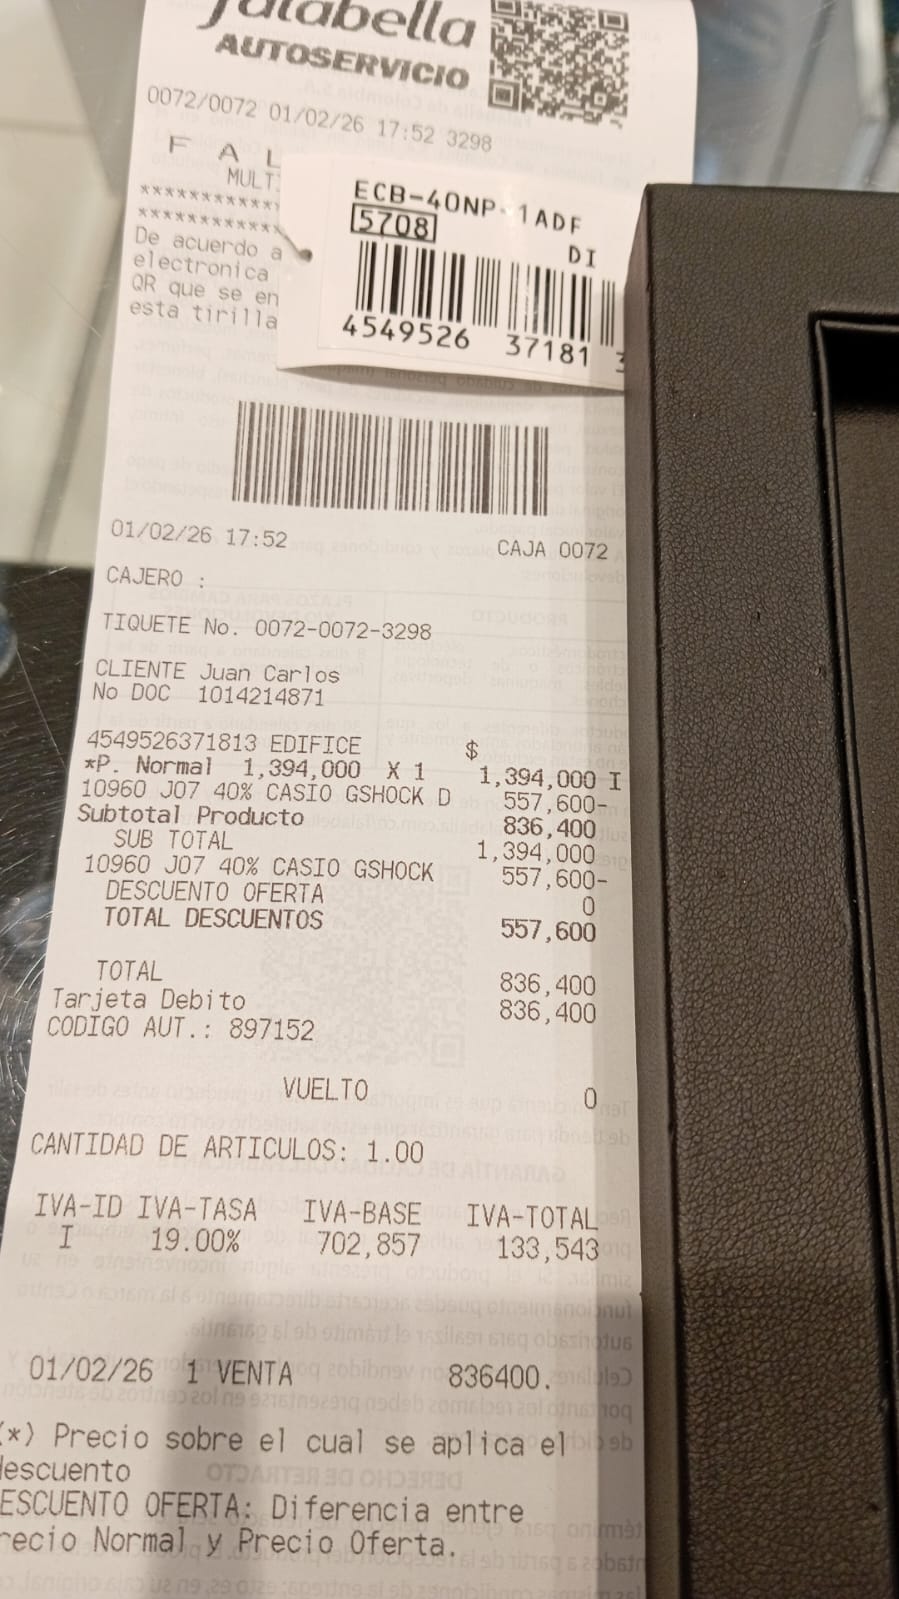 falabella
AUTOSERVICIO
0072/0072 01/02/26 17:52 3298
F A L
MULT
***********
***********
De acuerdo a
electronica
QR que se en
esta tirilla
ECB-40NP-1ADF
5708
DI
4549526 37181 3
01/02/26 17:52 CAJA 0072
CAJERO :
TIQUETE No. 0072-0072-3298
CLIENTE Juan Carlos
No DOC 1014214871
4549526371813 EDIFICE $
*P. Normal 1,394,000 X 1 1,394,000 I
10960 J07 40% CASIO GSHOCK D 557,600-
Subtotal Producto 836,400
SUB TOTAL 1,394,000
10960 J07 40% CASIO GSHOCK 557,600-
DESCUENTO OFERTA 0
TOTAL DESCUENTOS 557,600
TOTAL 836,400
Tarjeta Debito 836,400
CODIGO AUT.: 897152
VUELTO 0
CANTIDAD DE ARTICULOS: 1.00
IVA-ID IVA-TASA IVA-BASE IVA-TOTAL
I 19.00% 702,857 133,543
01/02/26 1 VENTA 836400.
(*) Precio sobre el cual se aplica el
descuento
ESCUENTO OFERTA: Diferencia entre
recio Normal y Precio Oferta.